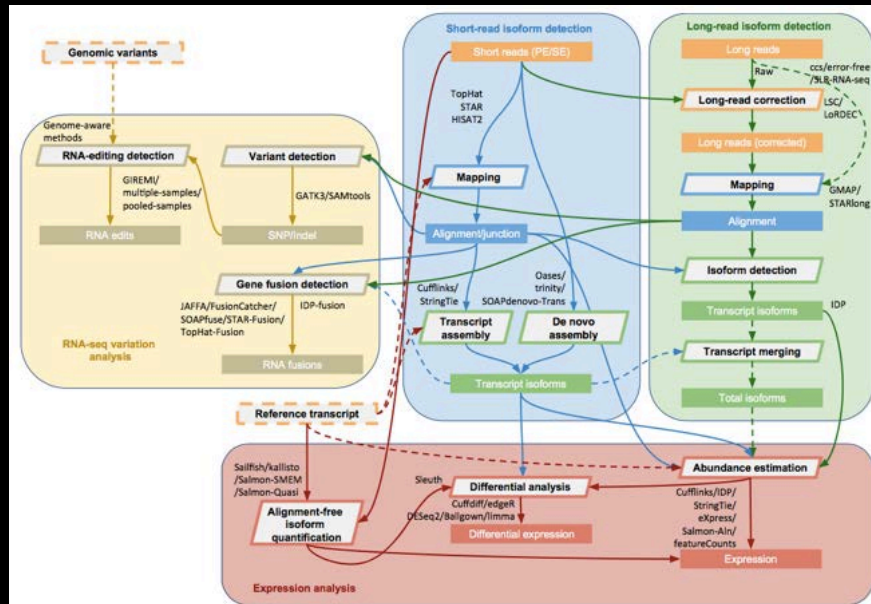 Short-read isoform detection
Long-read isoform detection
Genomic variants
Short reads (PE/SE)
Long reads
Raw
ccs/error-free
/SLR-RNA-seq
TopHat
STAR
HISAT2
Long-read correction
LSC/
LoRDEC
Genome-aware
methods
Long reads (corrected)
RNA-editing detection
Variant detection
Mapping
Mapping
GMAP/
STARlong
GIREMI/
multiple-samples/
pooled-samples
GATK3/SAMtools
Alignment
RNA edits
SNP/indel
Alignment/junction
Gene fusion detection
Cufflinks/
StringTie
Oases/
trinity/
SOAPdenovo-Trans
Isoform detection
JAFFA/FusionCatcher/
SOAPfuse/STAR-Fusion/
TopHat-Fusion
IDP-fusion
Transcript isoforms
IDP
Transcript
assembly
De novo
assembly
RNA-seq variation
analysis
RNA fusions
Transcript merging
Transcript isoforms
Total isoforms
Reference transcript
Sailfish/kallisto
/Salmon-SMEM
/Salmon-Quasi
Sleuth
Differential analysis
Abundance estimation
Cuffdiff/edgeR
DESeq2/Ballgown/limma
Cufflinks/IDP/
StringTie/
eXpress/
Salmon-Aln/
featureCounts
Alignment-free
isoform
quantification
Differential expression
Expression
Expression analysis